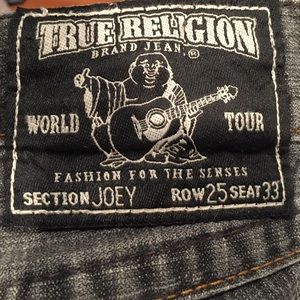 TRUE RELIGION
BRAND JEAN.®
WORLD TOUR
FASHION FOR THE SENSES
SECTION JOEY ROW 25 SEAT 33